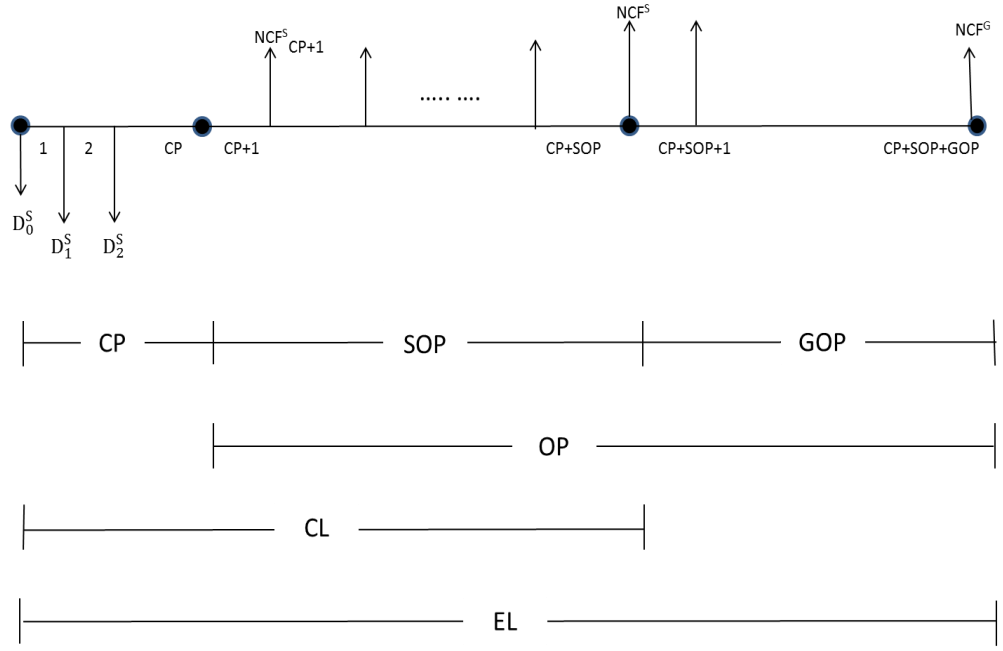 NCF^S
NCF^S CP+1
NCF^G
..... ....
1 2 CP CP+1 CP+SOP CP+SOP+1 CP+SOP+GOP
D_0^S
D_1^S D_2^S
CP SOP GOP
OP
CL
EL